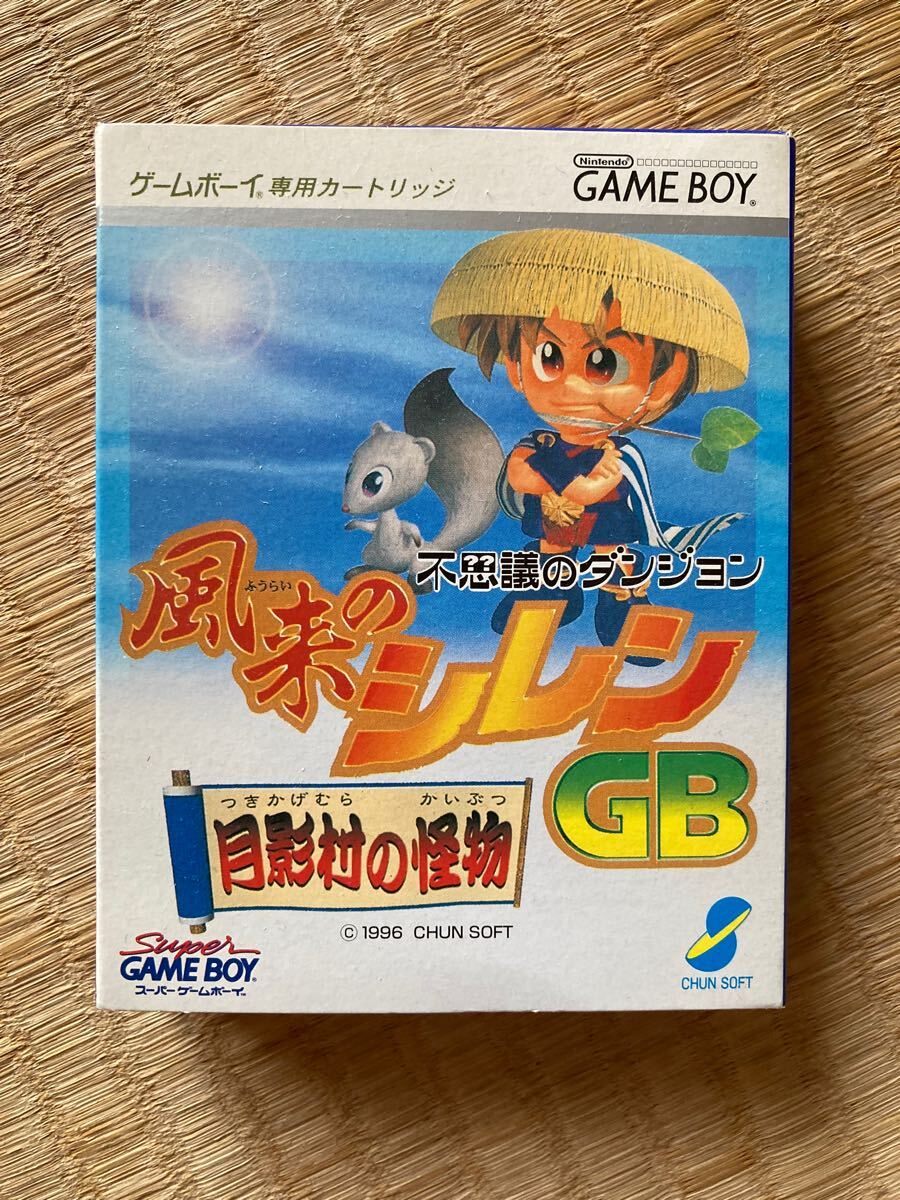 ゲームボーイ® 専用カートリッジ
Nintendo
GAME BOY®
不思議のダンジョン
ふうらい
風来の
シレン
GB
つきかげむら かいぶつ
月影村の怪物
© 1996 CHUN SOFT
Super
GAME BOY®
スーパーゲームボーイ™
CHUN SOFT